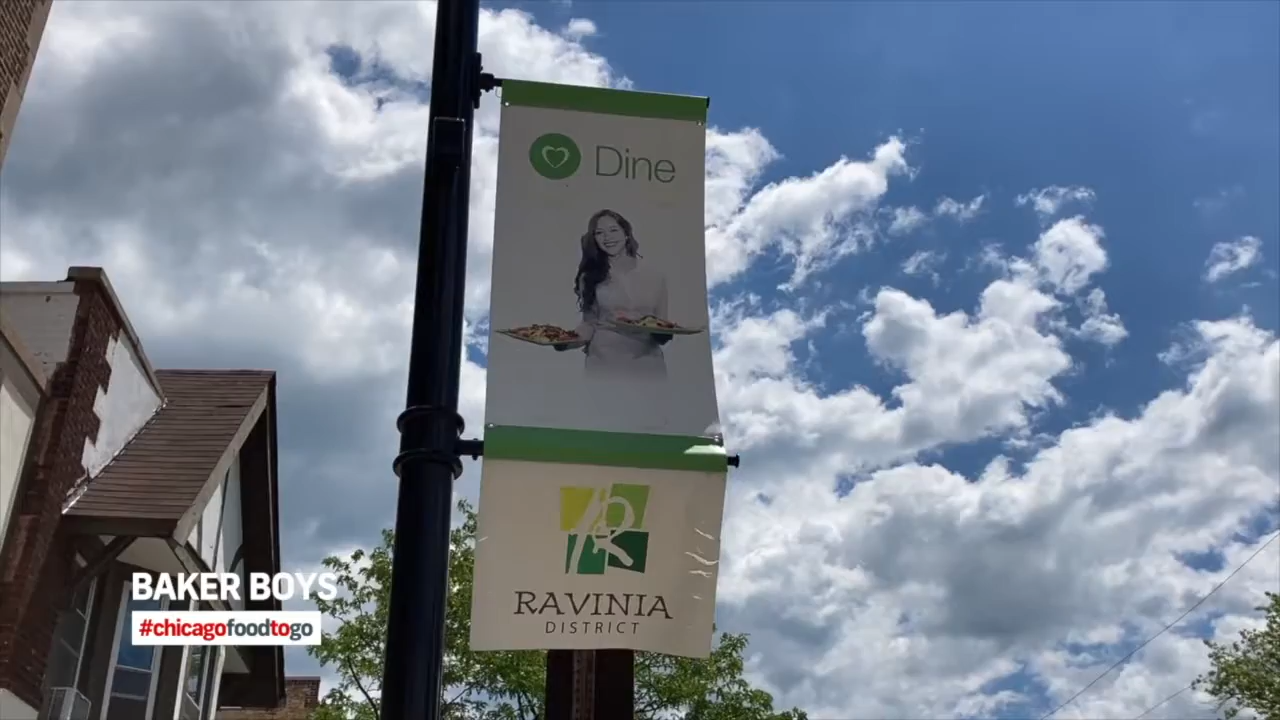 Dine
R
RAVINIA
DISTRICT
BAKER BOYS
#chicagofoodtogo